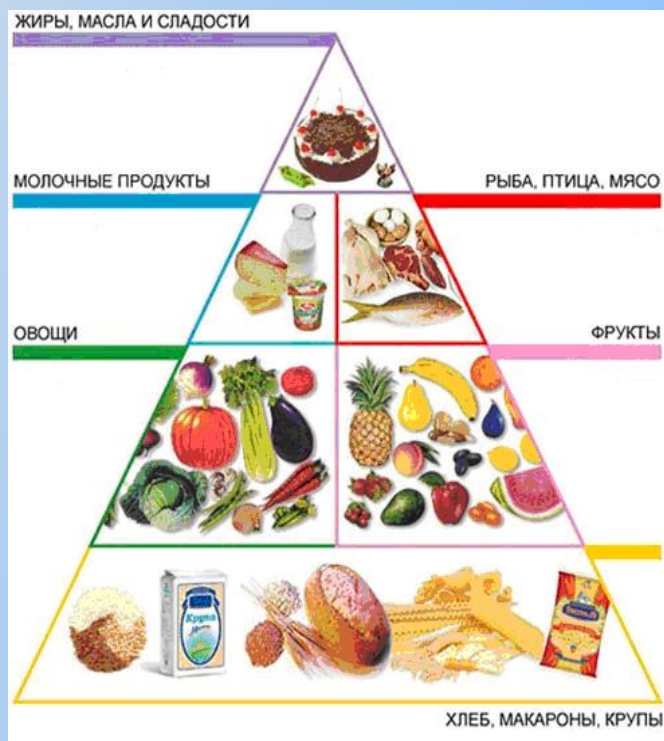 ЖИРЫ, МАСЛА И СЛАДОСТИ
МОЛОЧНЫЕ ПРОДУКТЫ
РЫБА, ПТИЦА, МЯСО
ОВОЩИ
ФРУКТЫ
Крупа
ХЛЕБ, МАКАРОНЫ, КРУПЫ